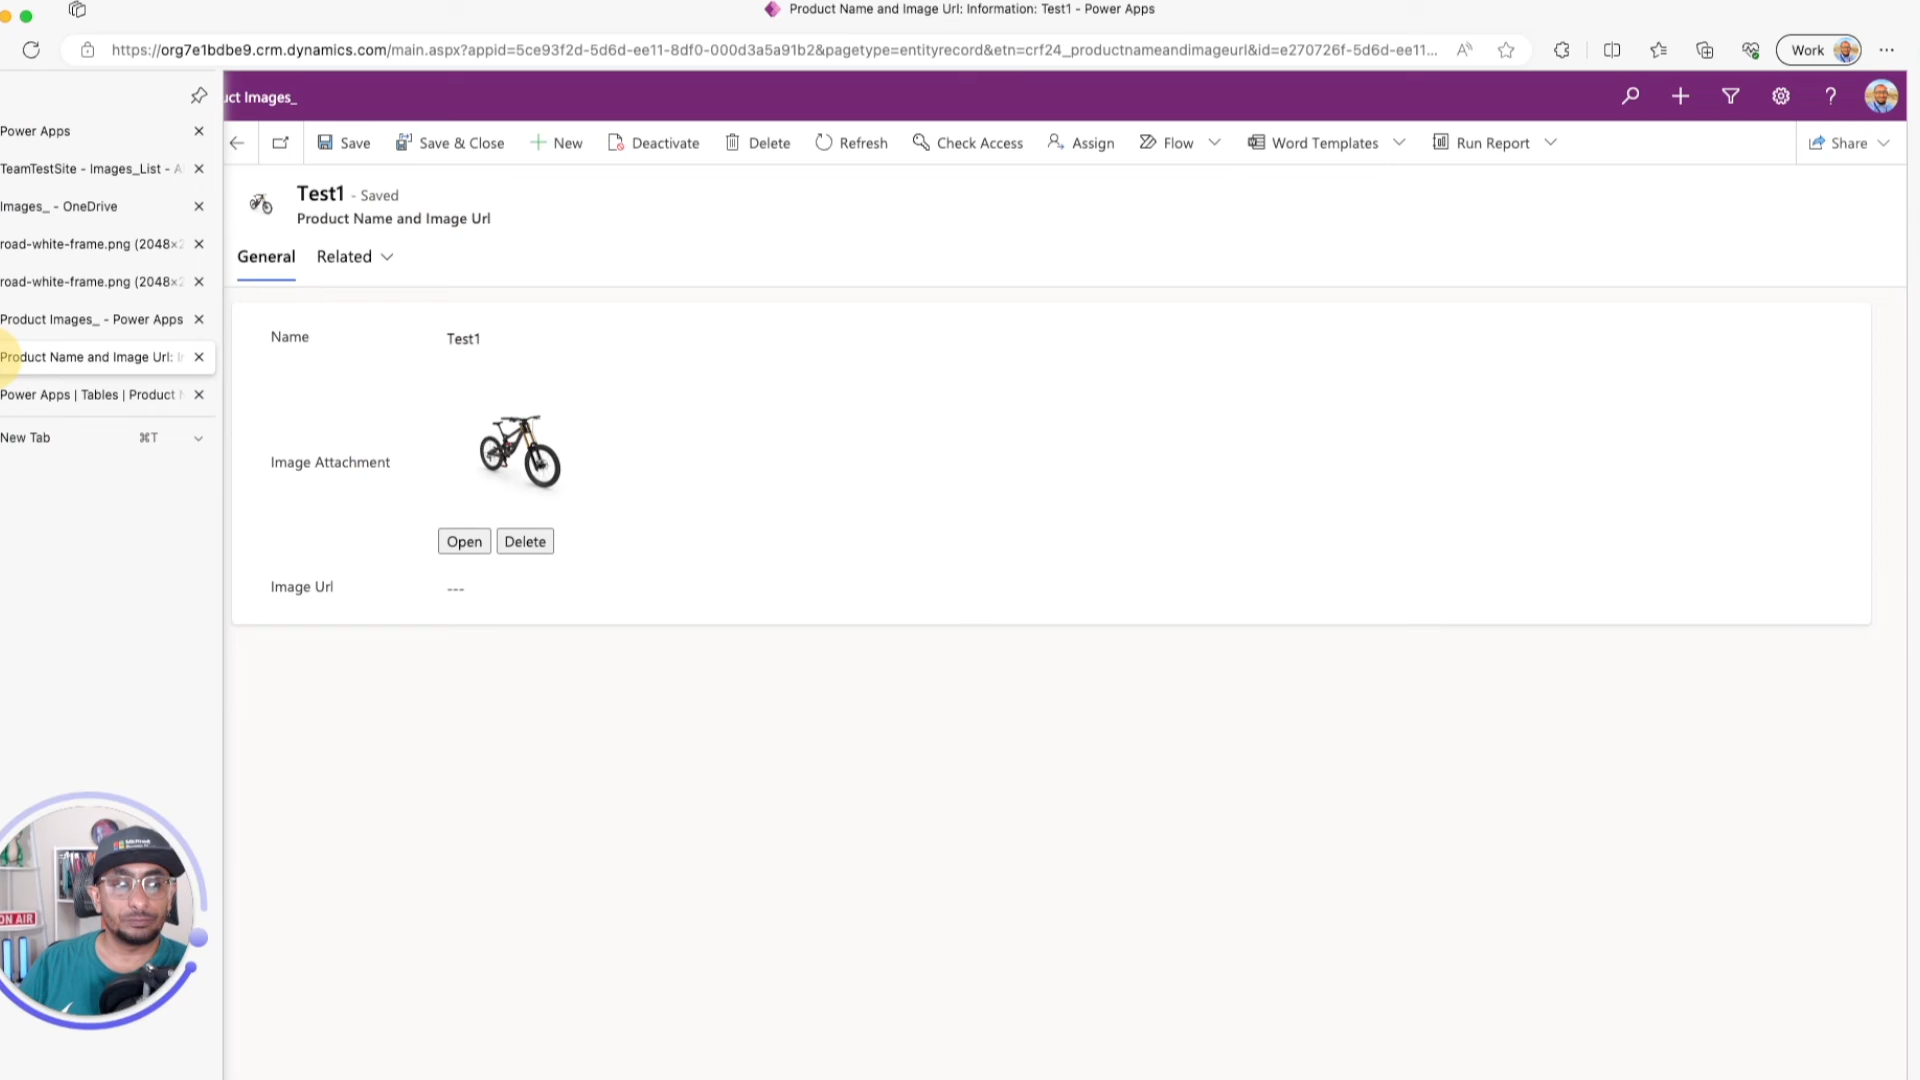 Product Name and Image Url: Information: Test1 - Power Apps
https://org7e1bdbe9.crm.dynamics.com/main.aspx?appid=5ce93f2d-5d6d-ee11-8df0-000d3a5a91b2&pagetype=entityrecord&etn=crf24_productnameandimageurl&id=e270726f-5d6d-ee11...
Work
uct Images_
Power Apps
TeamTestSite - Images_List - A
Images_ - OneDrive
road-white-frame.png (2048×2
road-white-frame.png (2048×2
Product Images_ - Power Apps
Product Name and Image Url: In
Power Apps | Tables | Product N
New Tab ⌘T
Save Save & Close New Deactivate Delete Refresh Check Access Assign Flow Word Templates Run Report Share
Test1 - Saved
Product Name and Image Url
General Related
Name Test1
Image Attachment
Open Delete
Image Url ---
ON AIR